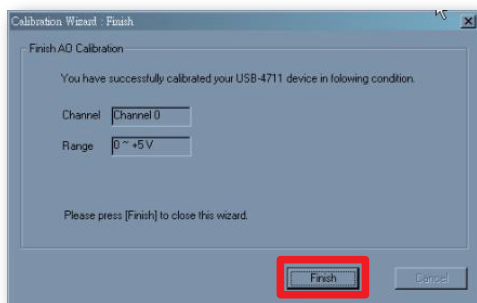 Calibration Wizard : Finish
Finish AO Calibration
You have successfully calibrated your USB-4711 device in folowing condition.
Channel Channel 0
Range 0 ~ +5 V
Please press [Finish] to close this wizard.
Finish Cancel